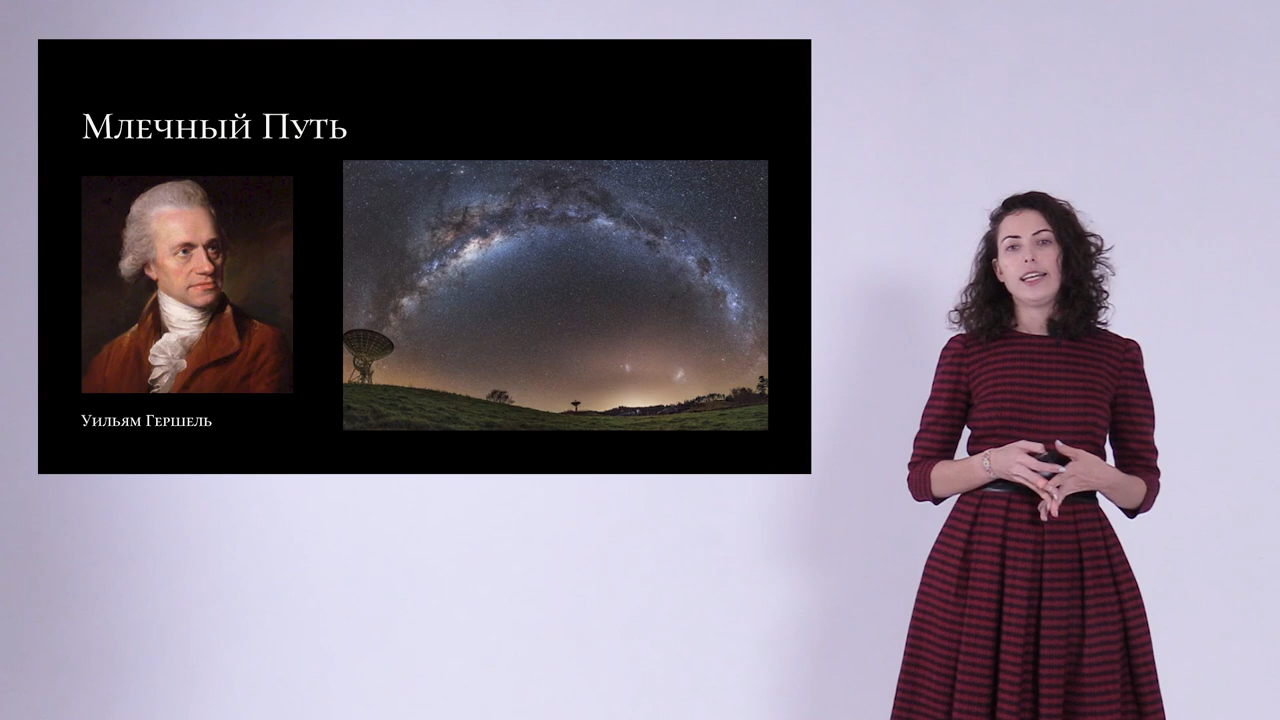 Млечный Путь
Уильям Гершель